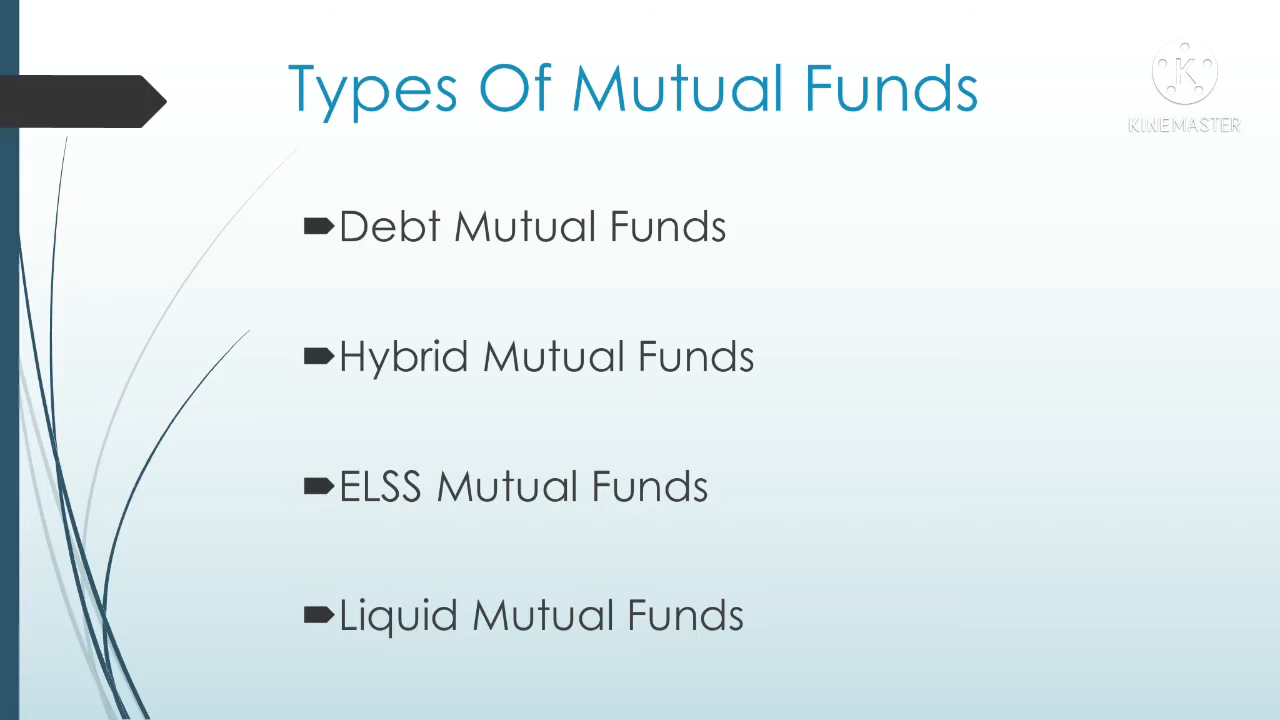 Types Of Mutual Funds
KINEMASTER
Debt Mutual Funds
Hybrid Mutual Funds
ELSS Mutual Funds
Liquid Mutual Funds